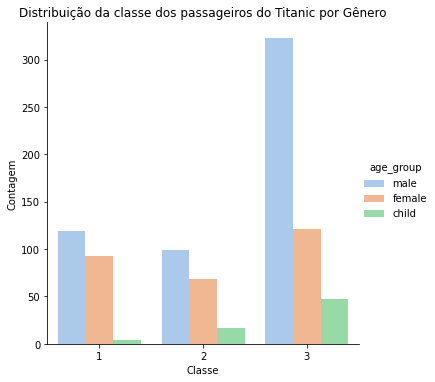 Distribuição da classe dos passageiros do Titanic por Gênero
Contagem
300
250
200
150
100
50
0
1 2 3
Classe
age_group
male
female
child